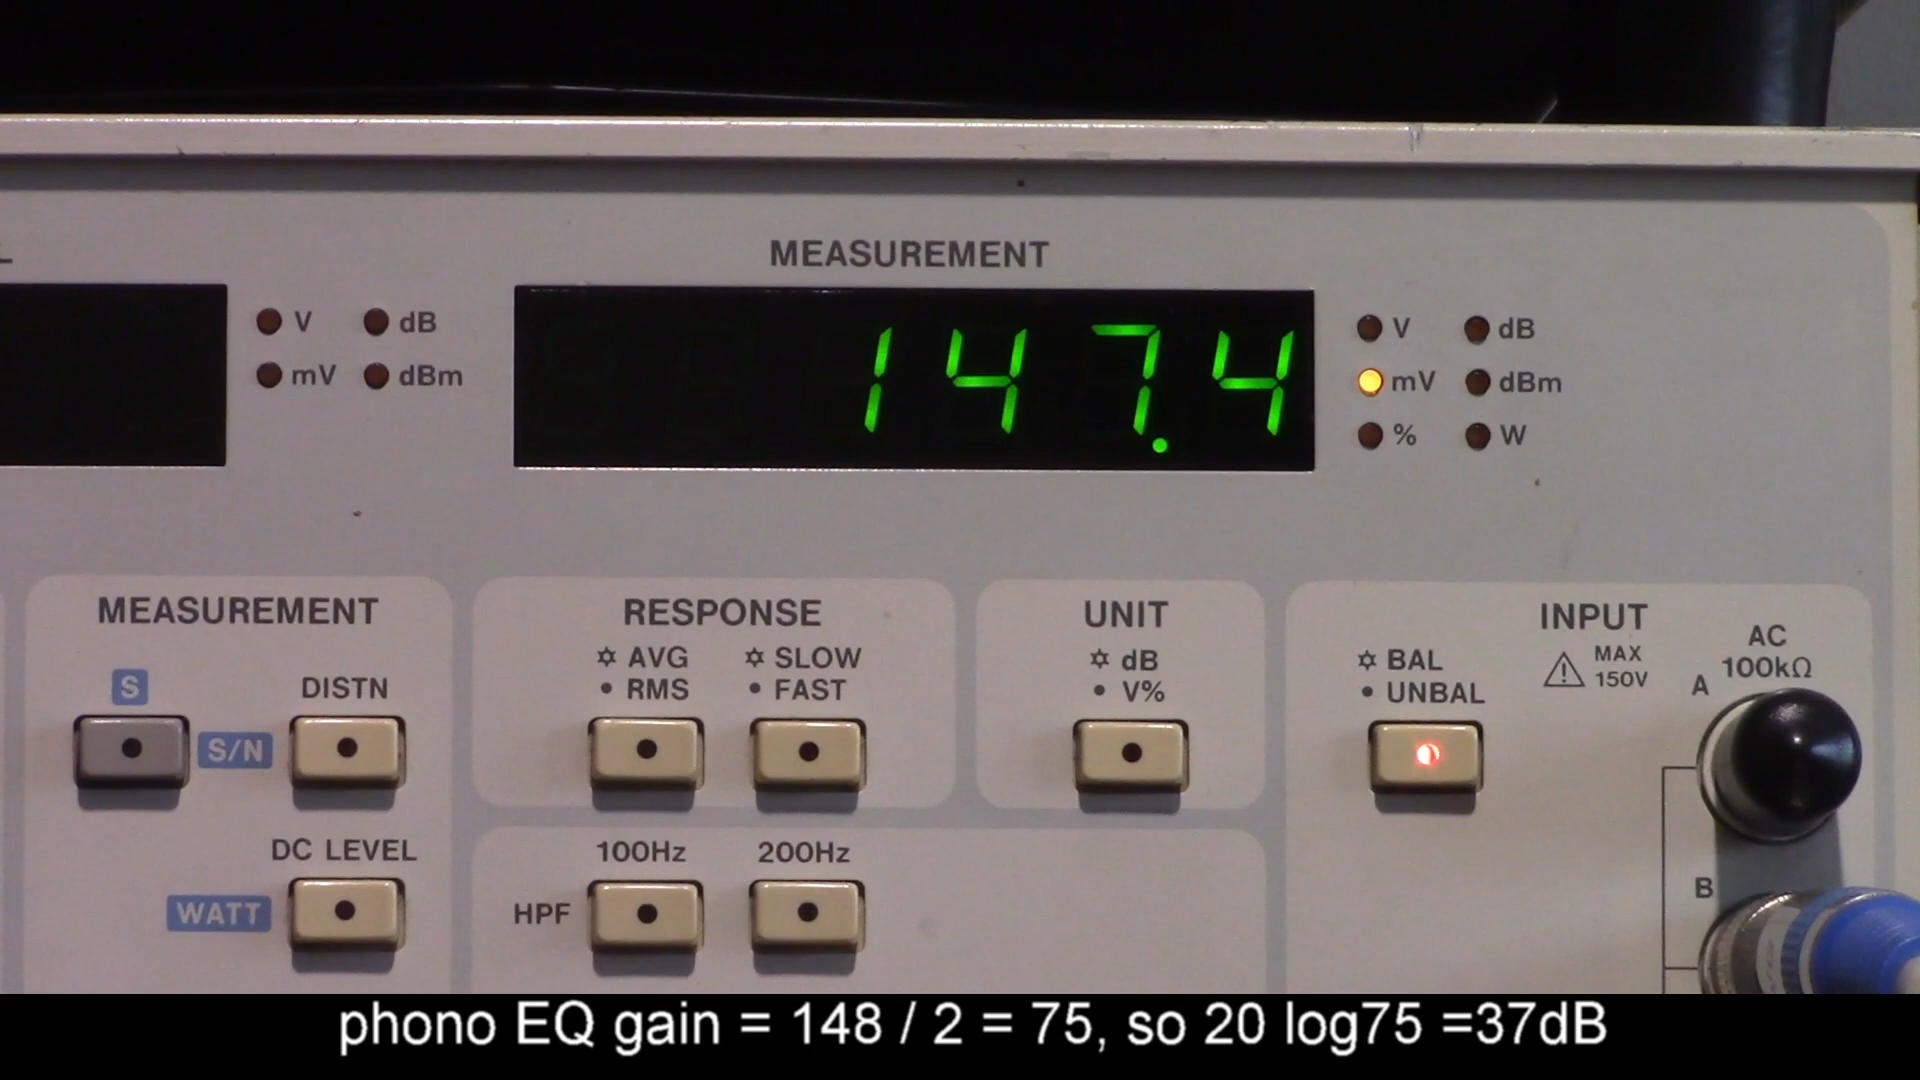 MEASUREMENT
V dB
mV dBm
147.4
V dB
mV dBm
% W
MEASUREMENT
S
DISTN
S/N
DC LEVEL
WATT
RESPONSE
✡ AVG ✡ SLOW
• RMS • FAST
100Hz 200Hz
HPF
UNIT
✡ dB
• V%
INPUT
✡ BAL
• UNBAL
MAX
150V
AC
100kΩ
A
B
phono EQ gain = 148 / 2 = 75, so 20 log75 =37dB